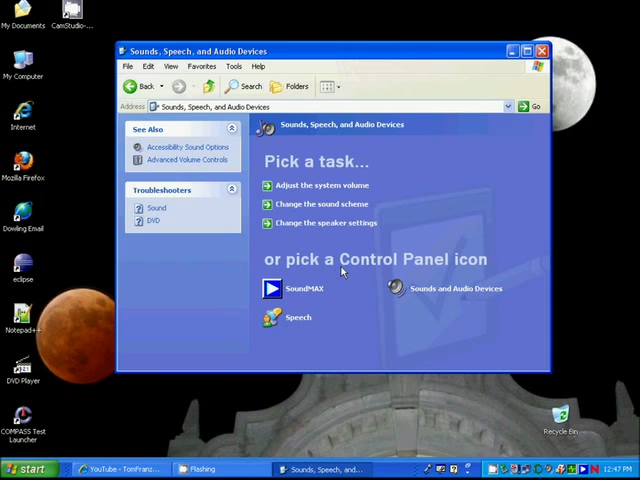 My Documents
CamStudio-...
My Computer
Internet
Mozilla Firefox
Dowling Email
eclipse
Notepad++
DVD Player
COMPASS Test
Launcher
Sounds, Speech, and Audio Devices
File Edit View Favorites Tools Help
Back Search Folders
Address Sounds, Speech, and Audio Devices Go
See Also
Accessibility Sound Options
Advanced Volume Controls
Troubleshooters
Sound
DVD
Sounds, Speech, and Audio Devices
Pick a task...
Adjust the system volume
Change the sound scheme
Change the speaker settings
or pick a Control Panel icon
SoundMAX
Sounds and Audio Devices
Speech
Recycle Bin
start
YouTube - TomFranz...
Flashing
Sounds, Speech, an...
12:47 PM